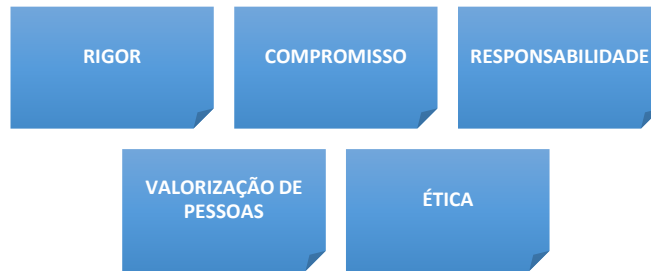 RIGOR
COMPROMISSO
RESPONSABILIDADE
VALORIZAÇÃO DE
PESSOAS
ÉTICA